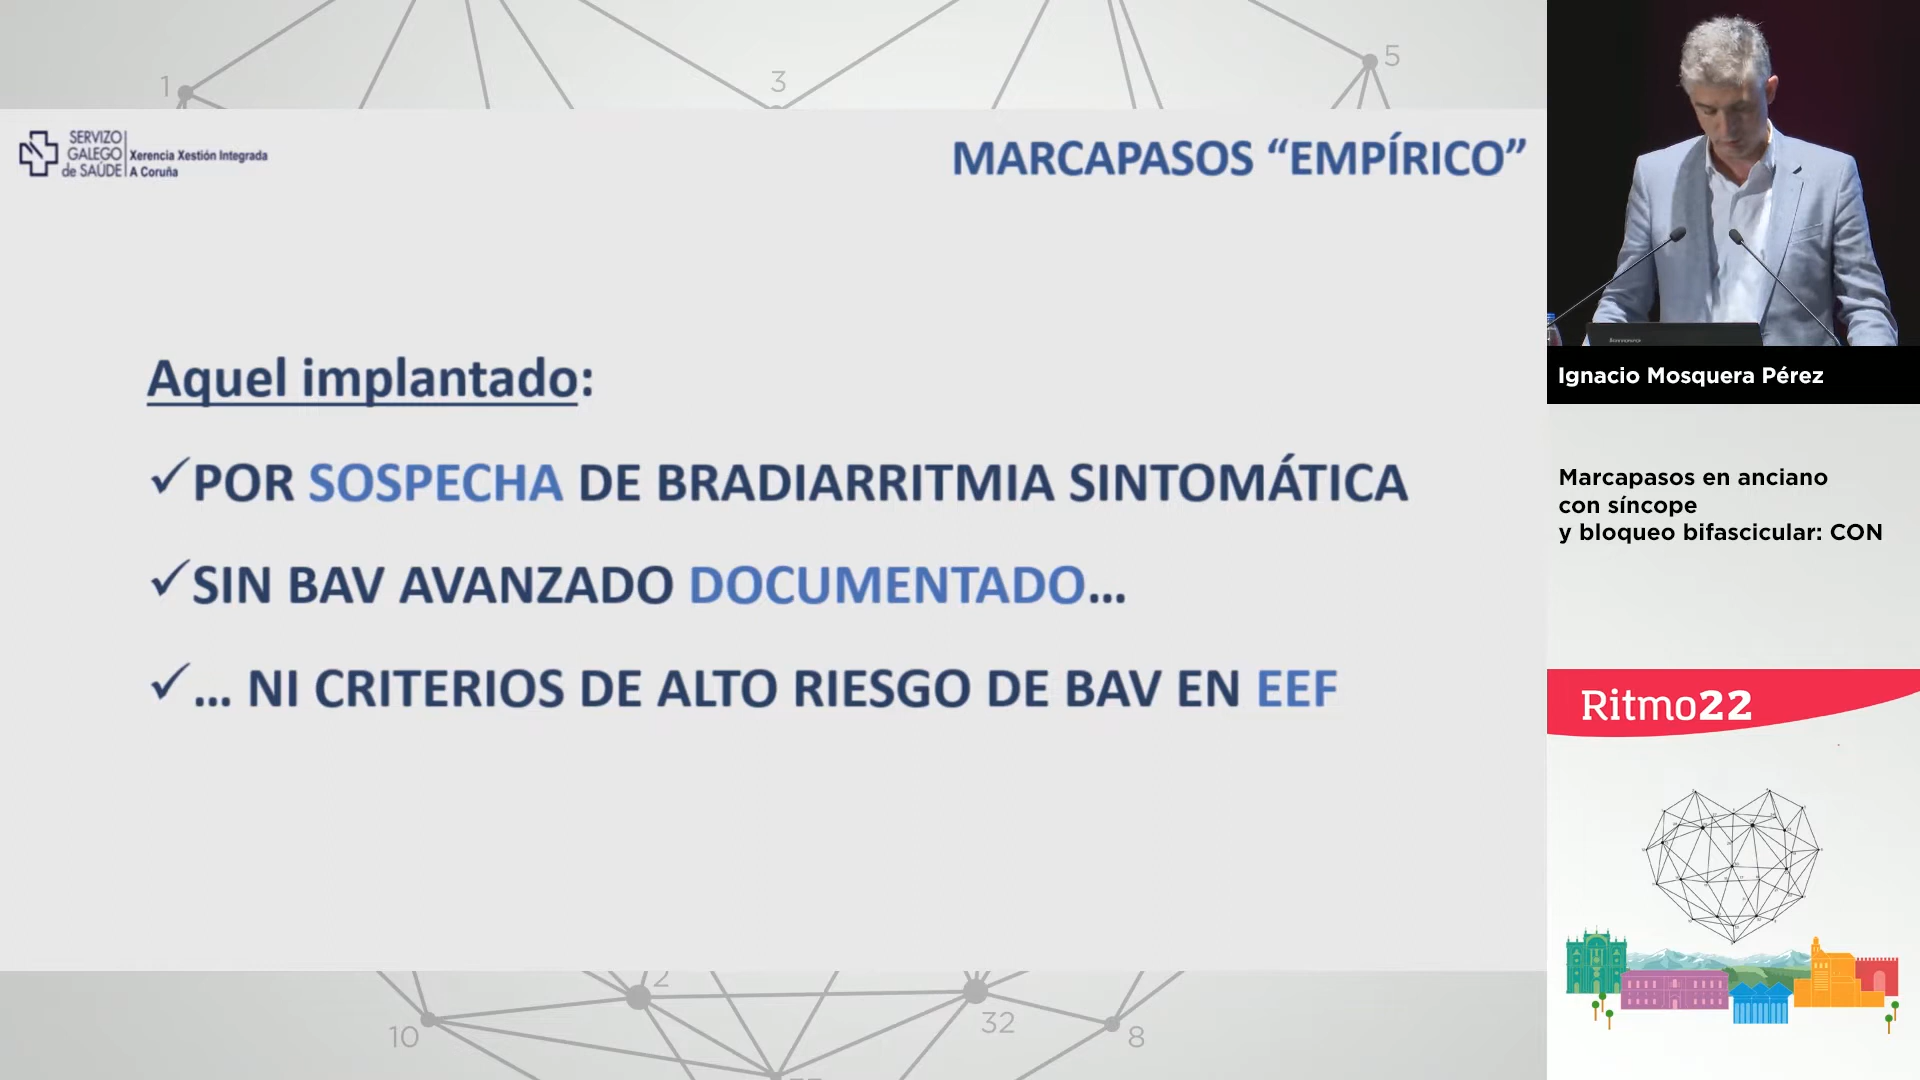 1
3
5
SERVIZO
GALEGO
de SAÚDE
Xerencia Xestión Integrada
A Coruña
MARCAPASOS “EMPÍRICO”
Aquel implantado:
✓POR SOSPECHA DE BRADIARRITMIA SINTOMÁTICA
✓SIN BAV AVANZADO DOCUMENTADO...
✓... NI CRITERIOS DE ALTO RIESGO DE BAV EN EEF
2
10
32
8
Ignacio Mosquera Pérez
Marcapasos en anciano
con síncope
y bloqueo bifascicular: CON
Ritmo22